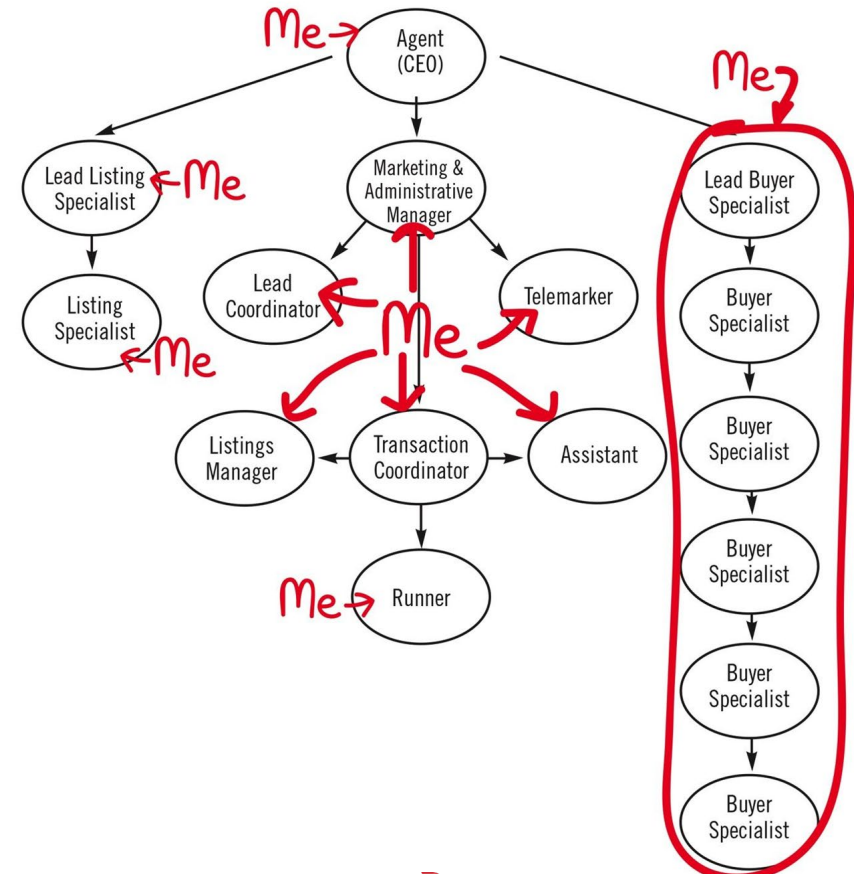 Me
Agent
(CEO)
Me
Lead Listing
Specialist
Me
Marketing &
Administrative
Manager
Lead Buyer
Specialist
Listing
Specialist
Me
Lead
Coordinator
Me
Telemarker
Buyer
Specialist
Listings
Manager
Transaction
Coordinator
Assistant
Buyer
Specialist
Me
Runner
Buyer
Specialist
Buyer
Specialist
Buyer
Specialist